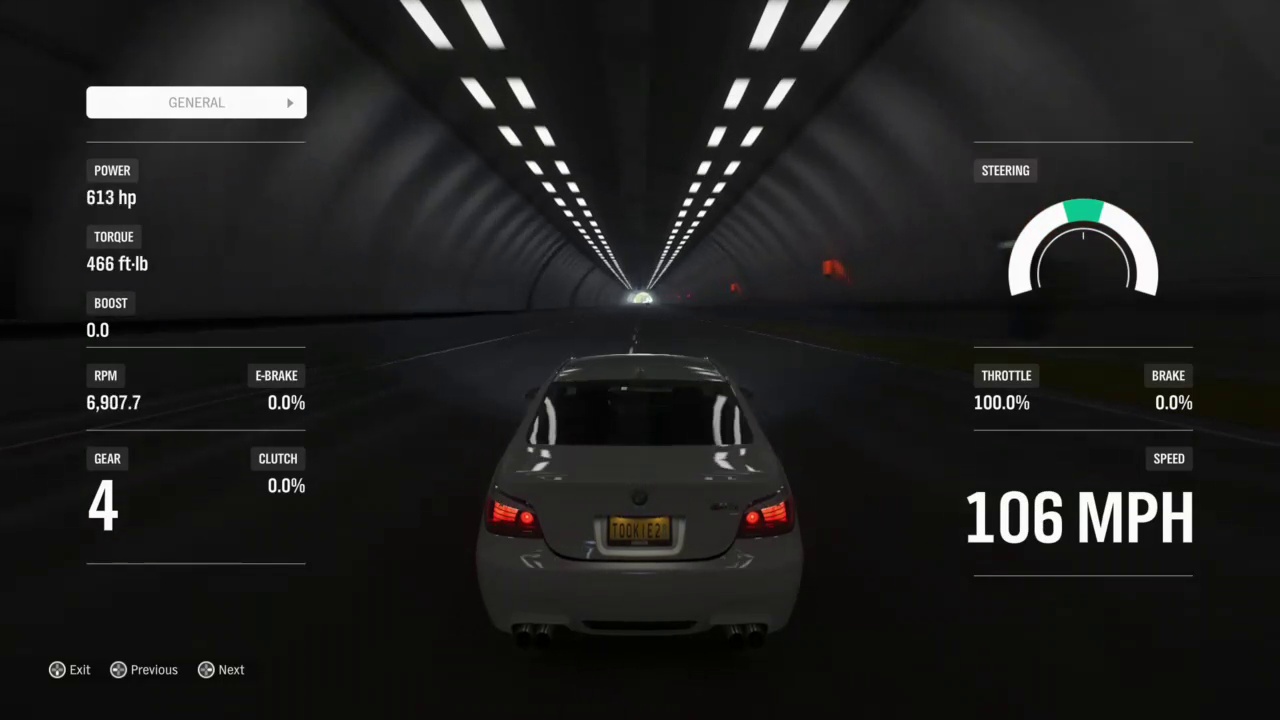 GENERAL
POWER
613 hp
TORQUE
466 ft·lb
BOOST
0.0
RPM
E-BRAKE
6,907.7
0.0%
GEAR
CLUTCH
4
0.0%
STEERING
THROTTLE
BRAKE
100.0%
0.0%
SPEED
106 MPH
TOOKIE2
Exit
Previous
Next